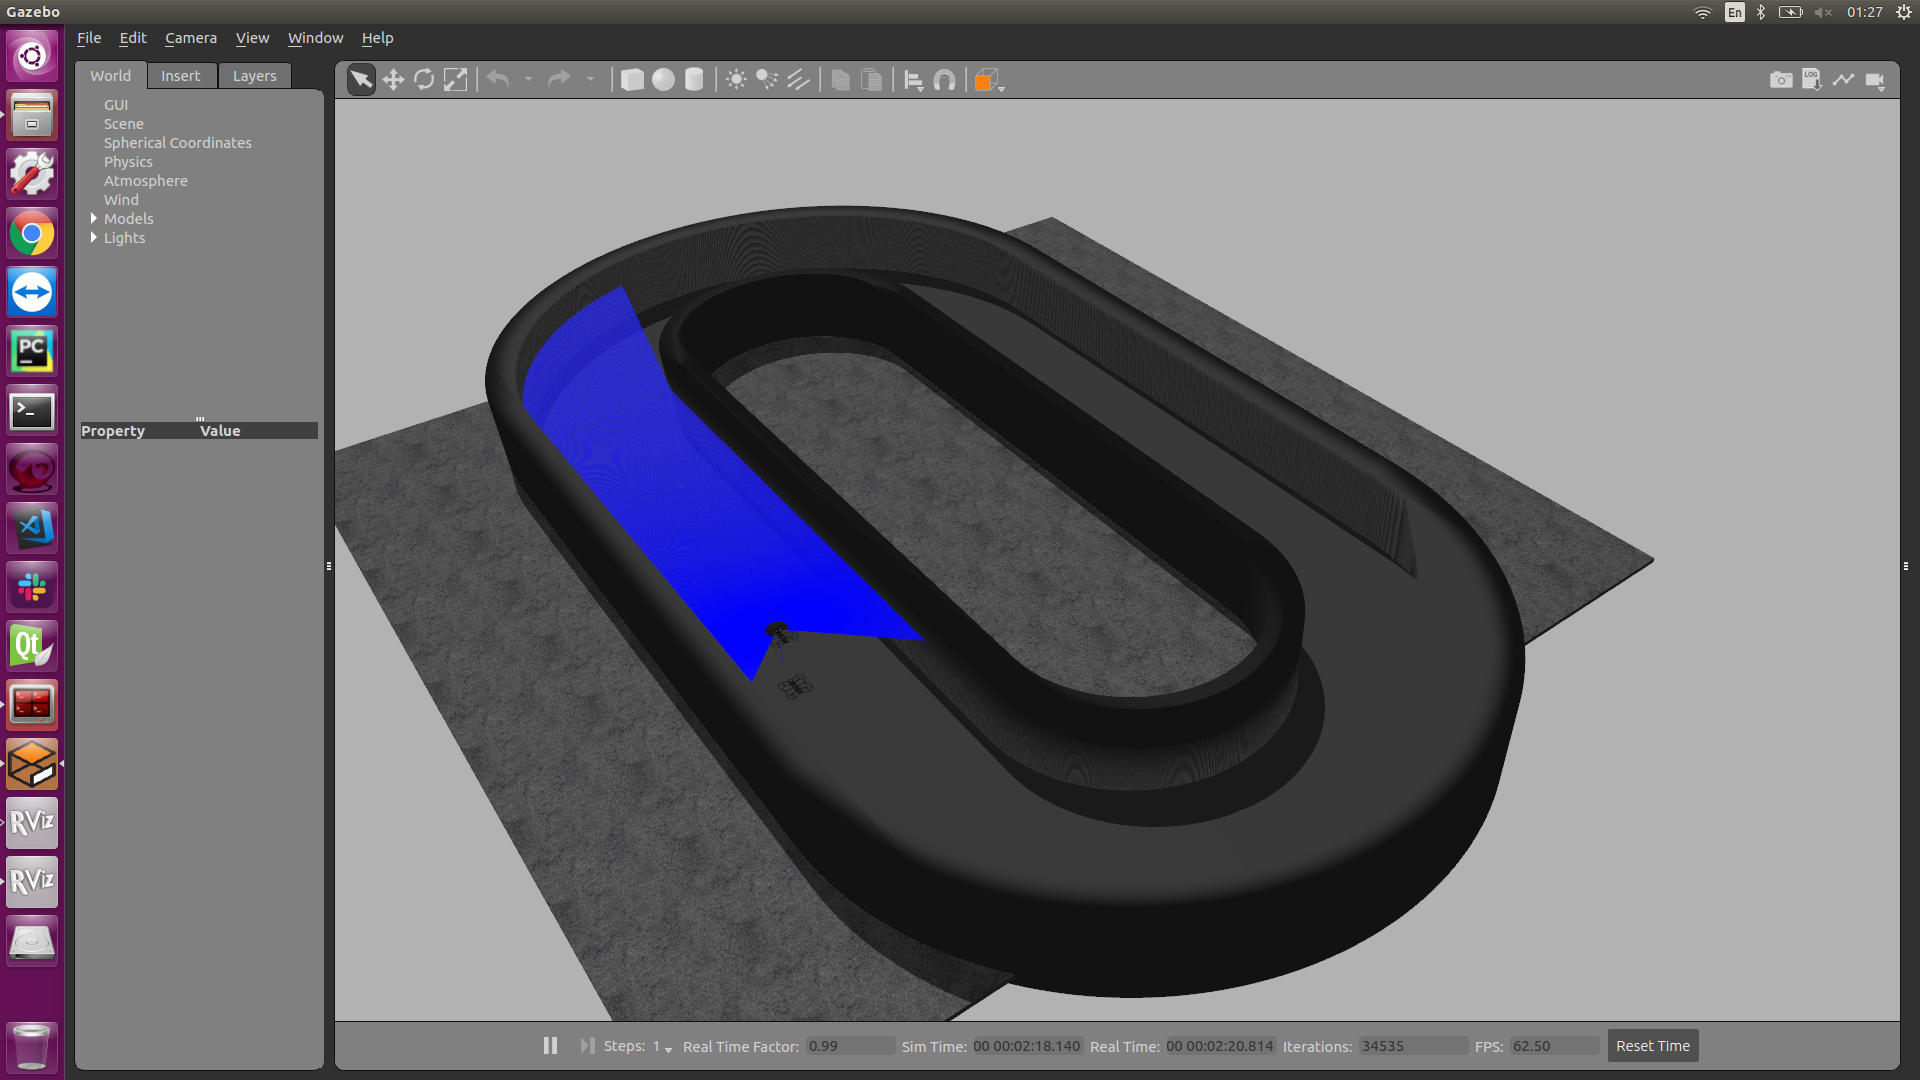 Gazebo
En
01:27
File Edit Camera View Window Help
World Insert Layers
LOG
GUI
Scene
Spherical Coordinates
Physics
Atmosphere
Wind
Models
Lights
PC
Property Value
Qt
RViz
RViz
Steps: 1 Real Time Factor: 0.99 Sim Time: 00 00:02:18.140 Real Time: 00 00:02:20.814 Iterations: 34535 FPS: 62.50 Reset Time